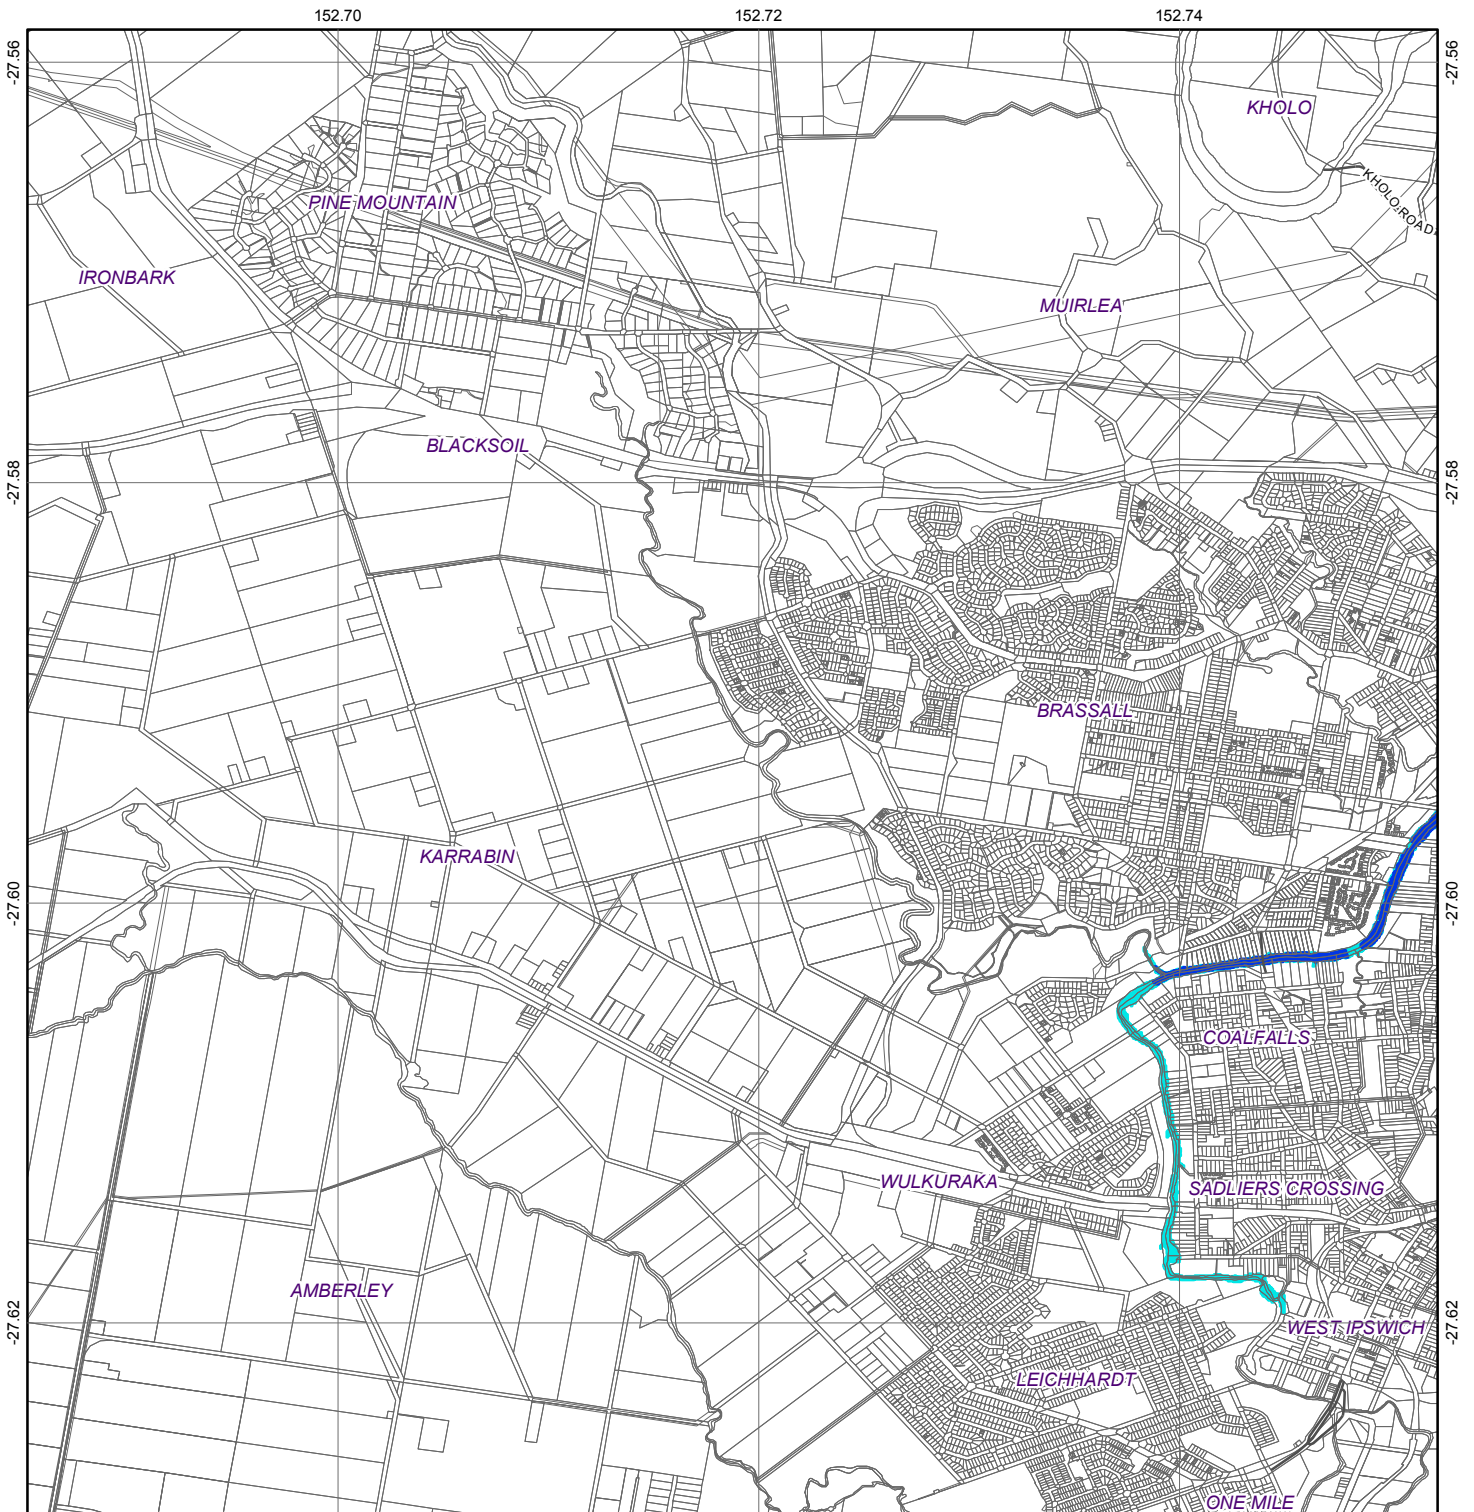 152.70
152.72
152.74
-27.56
-27.56
KHOLO
KHOLO ROAD
PINE MOUNTAIN
IRONBARK
MUIRLEA
BLACKSOIL
-27.58
-27.58
BRASSALL
KARRABIN
-27.60
-27.60
COALFALLS
WULKURAKA
SADLIERS CROSSING
AMBERLEY
-27.62
-27.62
WEST IPSWICH
LEICHHARDT
ONE MILE